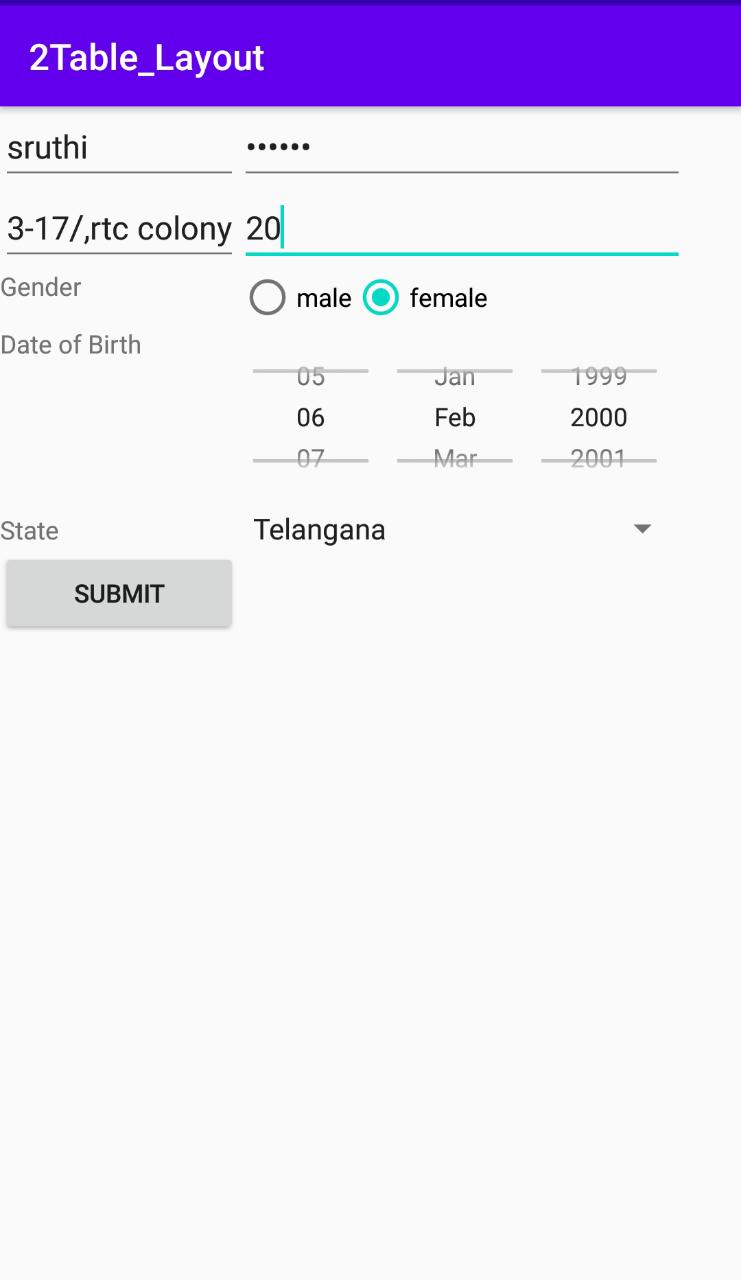 2Table_Layout
sruthi ••••••
3-17/,rtc colony 20
Gender male female
Date of Birth
05 Jan 1999
06 Feb 2000
07 Mar 2001
State Telangana
SUBMIT